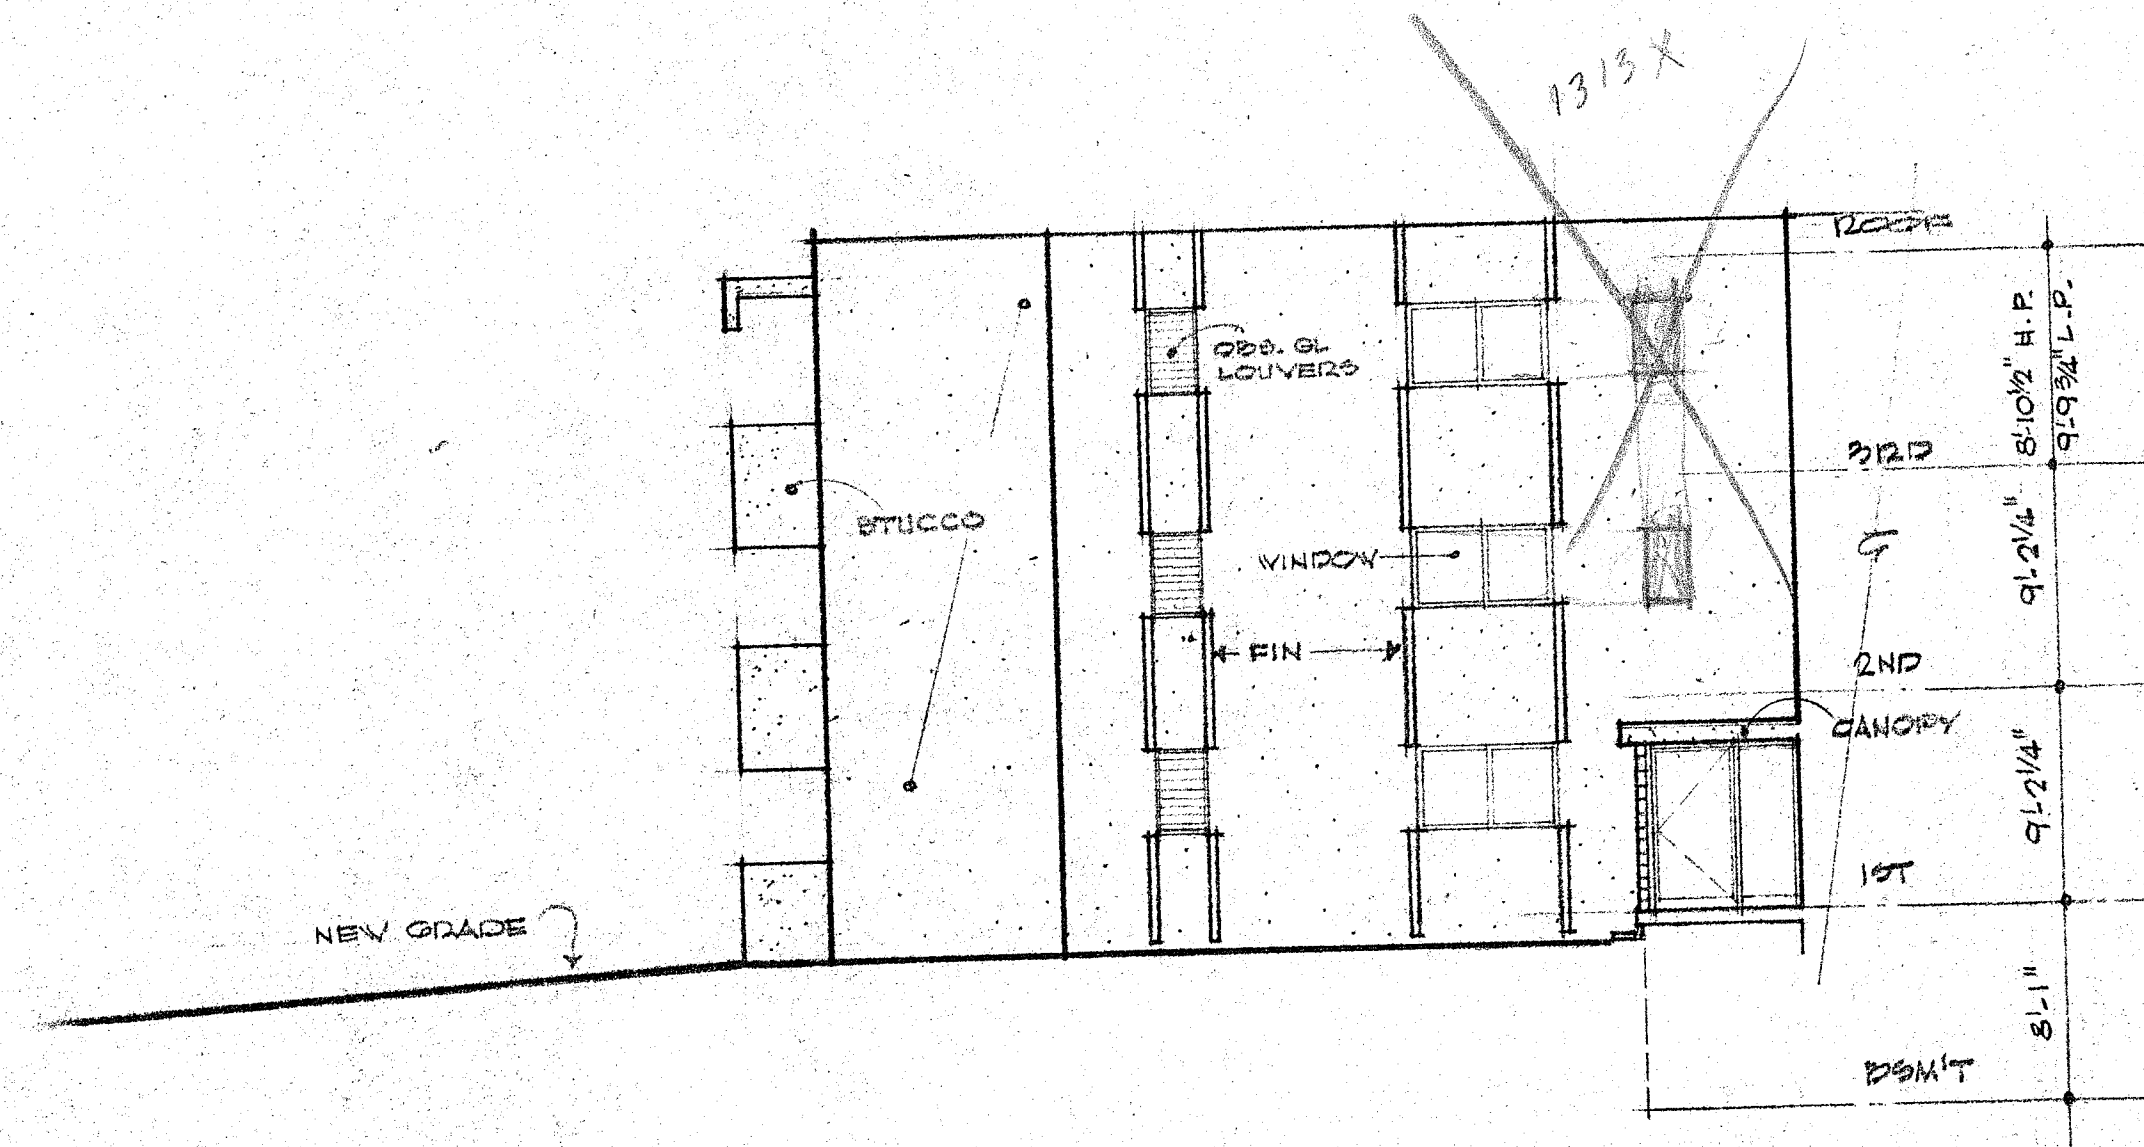 1313 X
ROOF
8'-10½" H.P.
9'-9¾" L.P.
OBS. GL
LOUVERS
3RD
STUCCO
9'-2¼"
WINDOW
FIN
2ND
CANOPY
9'-2¼"
1ST
NEW GRADE
8'-1"
BSM'T